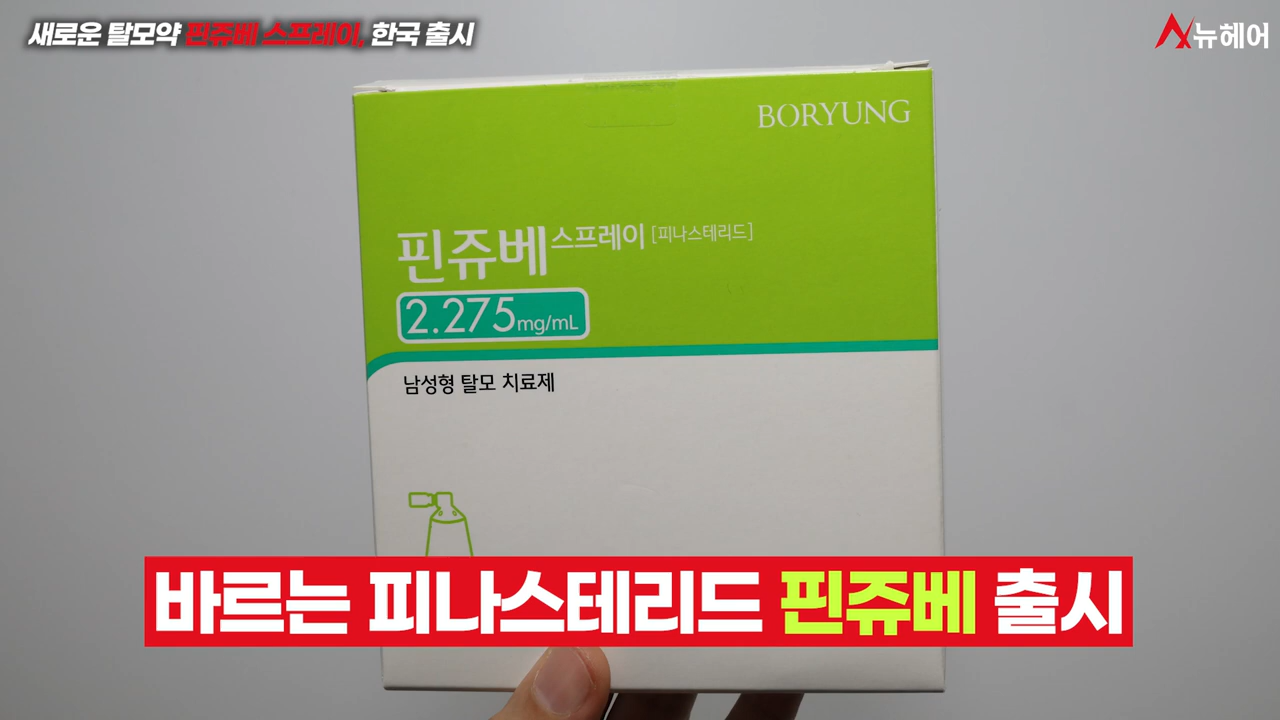 새로운 탈모약 핀쥬베 스프레이, 한국 출시
뉴헤어
BORYUNG
핀쥬베스프레이 [피나스테리드]
2.275mg/mL
남성형 탈모 치료제
바르는 피나스테리드 핀쥬베 출시